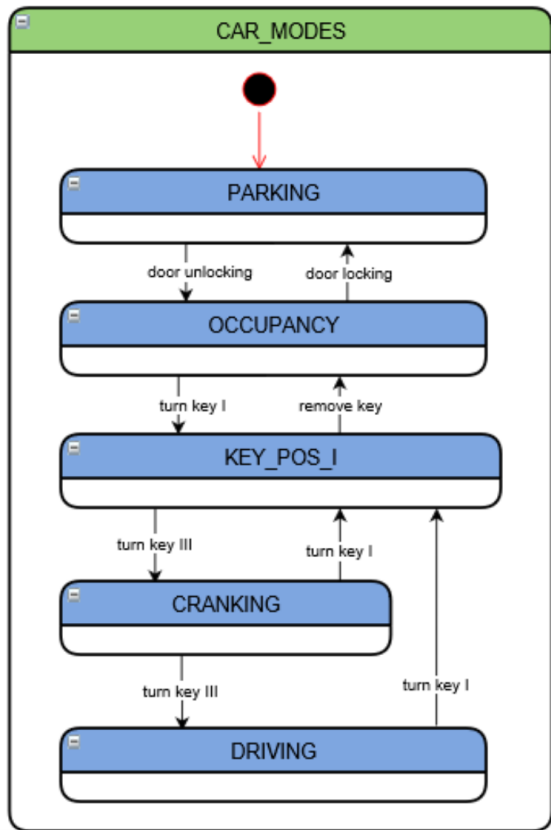 CAR_MODES
PARKING
door unlocking
door locking
OCCUPANCY
turn key I
remove key
KEY_POS_I
turn key III
turn key I
CRANKING
turn key III
turn key I
DRIVING